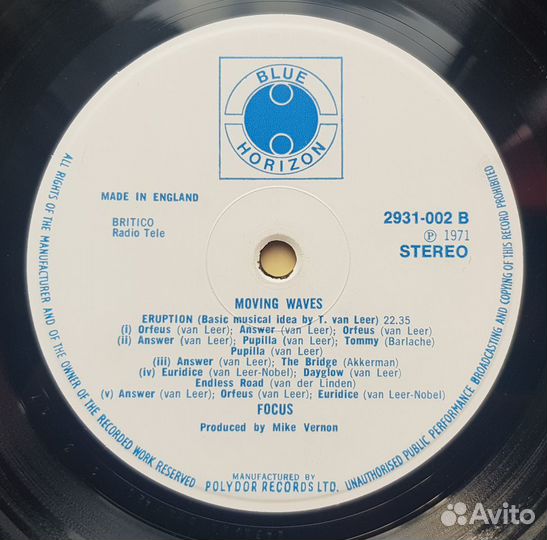 BLUE
HORIZON
MADE IN ENGLAND
BRITICO
Radio Tele
2931-002 B
Ⓟ 1971
STEREO
MOVING WAVES
ERUPTION (Basic musical idea by T. van Leer) 22.35
(i) Orfeus (van Leer); Answer (van Leer); Orfeus (van Leer)
(ii) Answer (van Leer); Pupilla (van Leer); Tommy (Barlache)
Pupilla (van Leer)
(iii) Answer (van Leer); The Bridge (Akkerman)
(iv) Euridice (van Leer-Nobel); Dayglow (van Leer)
Endless Road (van der Linden)
(v) Answer (van Leer); Orfeus (van Leer); Euridice (van Leer-Nobel)
FOCUS
Produced by Mike Vernon
MANUFACTURED BY
POLYDOR RECORDS LTD.
ALL RIGHTS OF THE MANUFACTURER AND OF THE OWNER OF THE RECORDED WORK RESERVED
UNAUTHORISED PUBLIC PERFORMANCE BROADCASTING AND COPYING OF THIS RECORD PROHIBITED
Avito